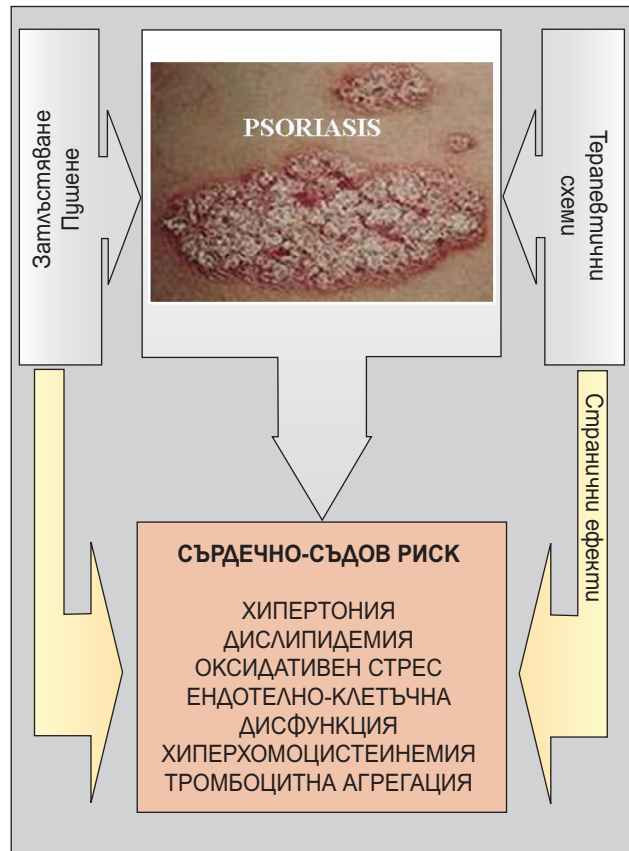 Затлъстяване
Пушене
PSORIASIS
Терапевтични
схеми
Странични ефекти
СЪРДЕЧНО-СЪДОВ РИСК
ХИПЕРТОНИЯ
ДИСЛИПИДЕМИЯ
ОКСИДАТИВЕН СТРЕС
ЕНДОТЕЛНО-КЛЕТЪЧНА
ДИСФУНКЦИЯ
ХИПЕРХОМОЦИСТЕИНЕМИЯ
ТРОМБОЦИТНА АГРЕГАЦИЯ